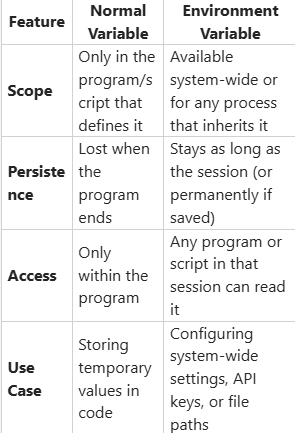 Feature
Normal
Variable
Environment
Variable
Scope
Only in the
program/s
cript that
defines it
Available
system-wide or
for any process
that inherits it
Persiste
nce
Lost when
the
program
ends
Stays as long as
the session (or
permanently if
saved)
Access
Only
within the
program
Any program or
script in that
session can read
it
Use
Case
Storing
temporary
values in
code
Configuring
system-wide
settings, API
keys, or file
paths